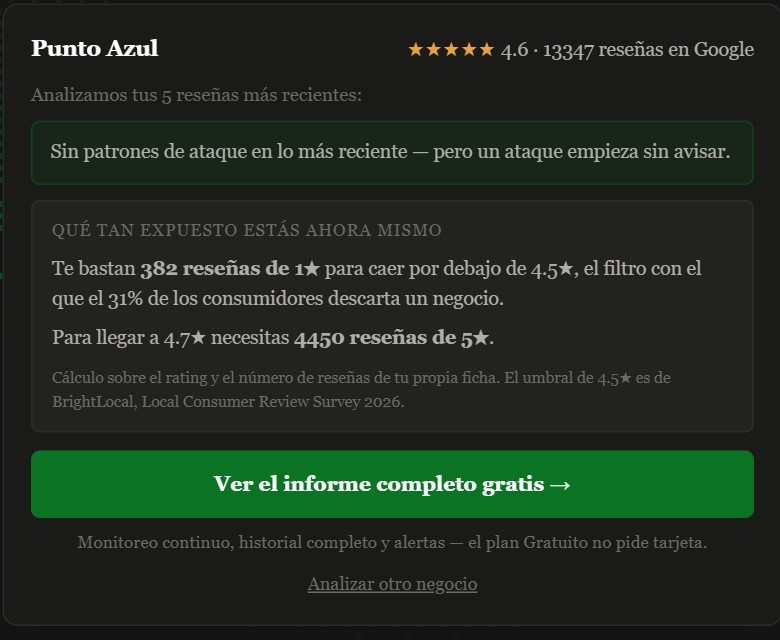 Punto Azul
★★★★★ 4.6 · 13347 reseñas en Google
Analizamos tus 5 reseñas más recientes:
Sin patrones de ataque en lo más reciente — pero un ataque empieza sin avisar.
QUÉ TAN EXPUESTO ESTÁS AHORA MISMO
Te bastan 382 reseñas de 1★ para caer por debajo de 4.5★, el filtro con el
que el 31% de los consumidores descarta un negocio.
Para llegar a 4.7★ necesitas 4450 reseñas de 5★.
Cálculo sobre el rating y el número de reseñas de tu propia ficha. El umbral de 4.5★ es de
BrightLocal, Local Consumer Review Survey 2026.
Ver el informe completo gratis →
Monitoreo continuo, historial completo y alertas — el plan Gratuito no pide tarjeta.
Analizar otro negocio